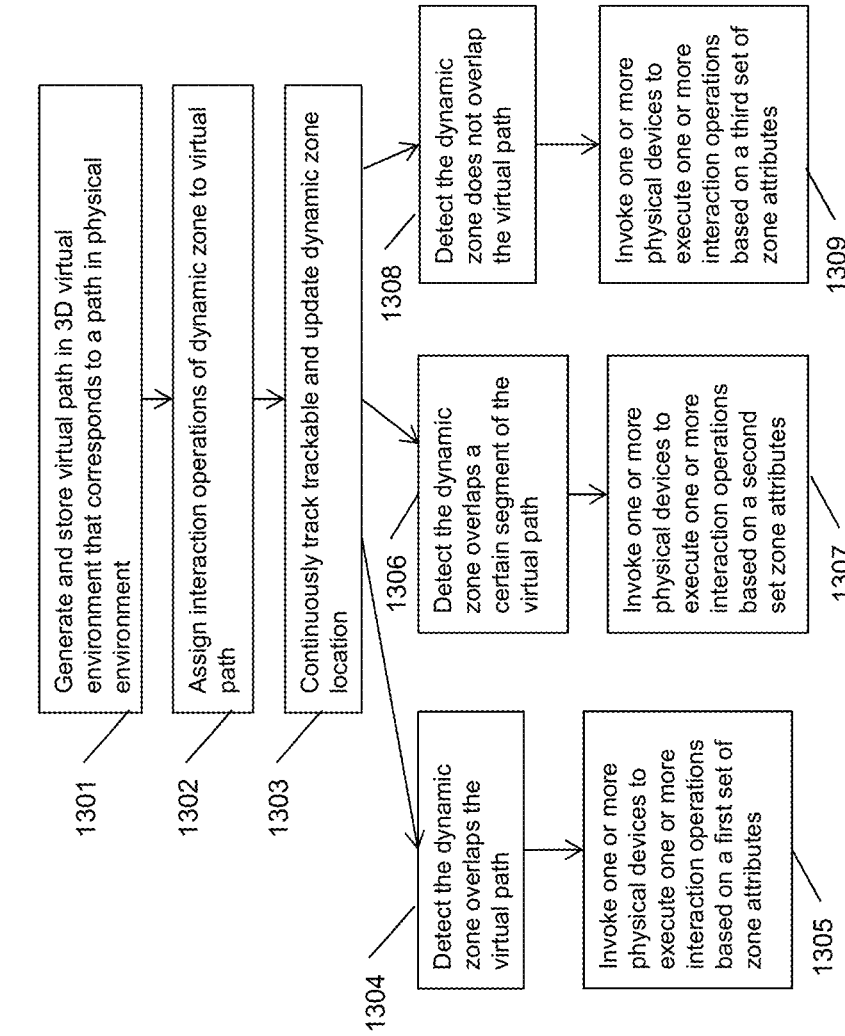 Generate and store virtual path in 3D virtual
environment that corresponds to a path in physical
environment
1301
Assign interaction operations of dynamic zone to virtual
path
1302
Continuously track trackable and update dynamic zone
location
1303
Detect the dynamic
zone overlaps the
virtual path
1304
Invoke one or more
physical devices to
execute one or more
interaction operations
based on a first set of
zone attributes
1305
Detect the dynamic
zone overlaps a
certain segment of the
virtual path
1306
Invoke one or more
physical devices to
execute one or more
interaction operations
based on a second
set zone attributes
1307
Detect the dynamic
zone does not overlap
the virtual path
1308
Invoke one or more
physical devices to
execute one or more
interaction operations
based on a third set of
zone attributes
1309